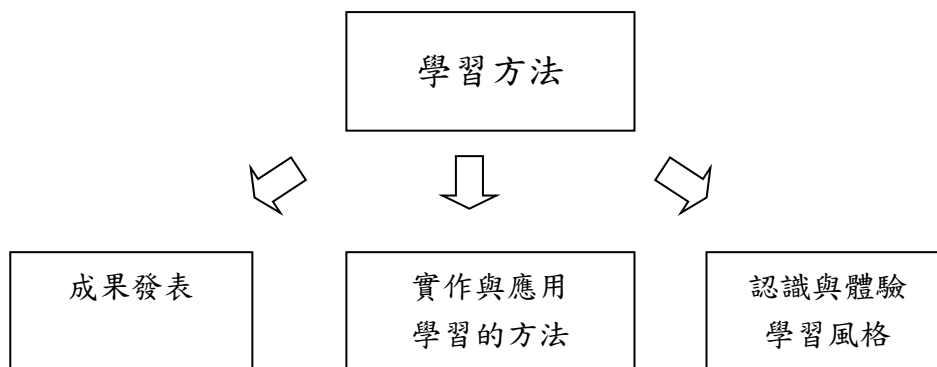 學習方法
成果發表
實作與應用
學習的方法
認識與體驗
學習風格